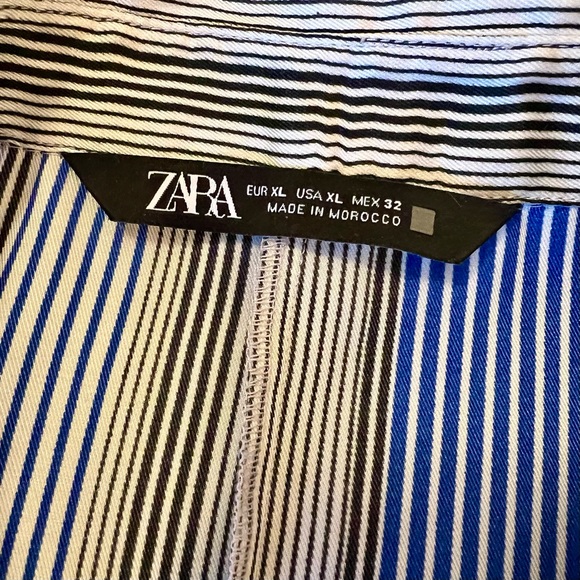 ZARA
EUR XL USA XL MEX 32
MADE IN MOROCCO